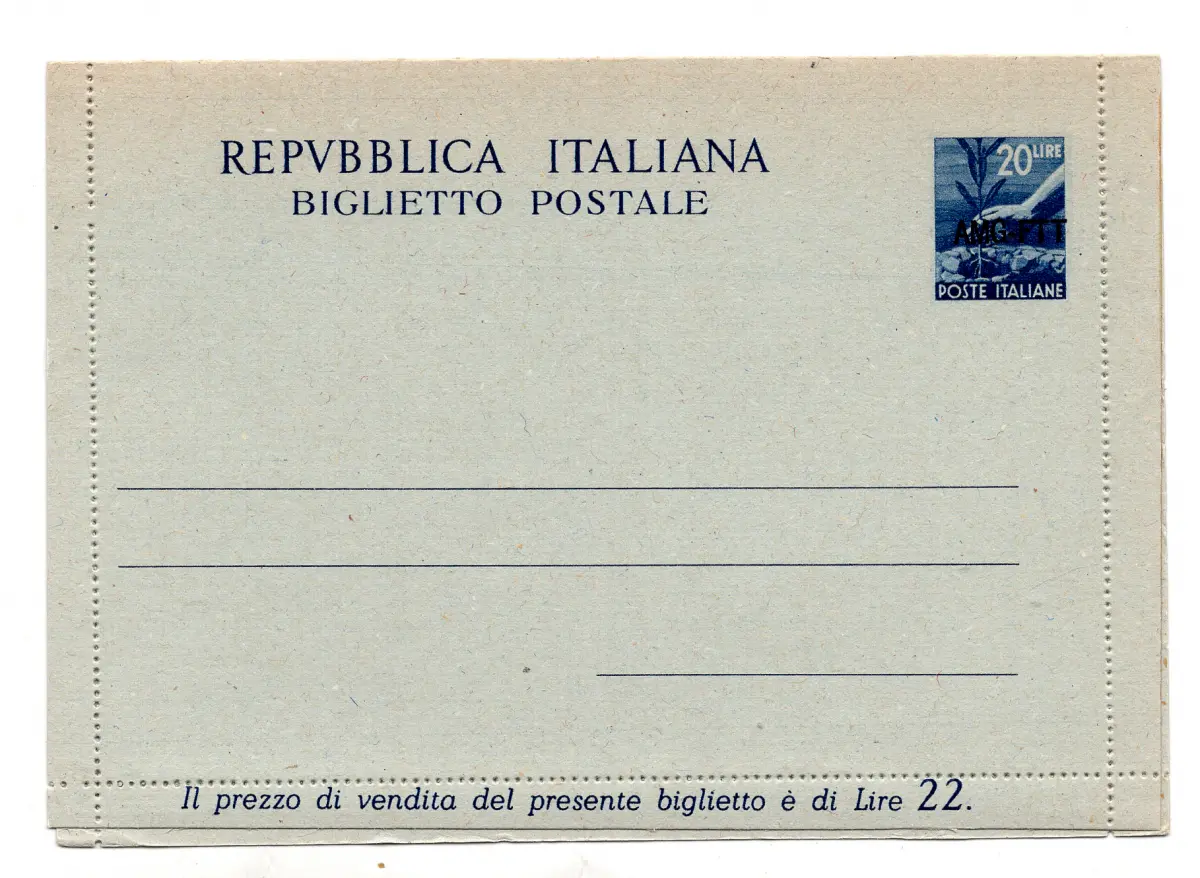 REPVBBLICA ITALIANA
BIGLIETTO POSTALE
20 LIRE
AMG-FTT
POSTE ITALIANE
Il prezzo di vendita del presente biglietto è di Lire 22.